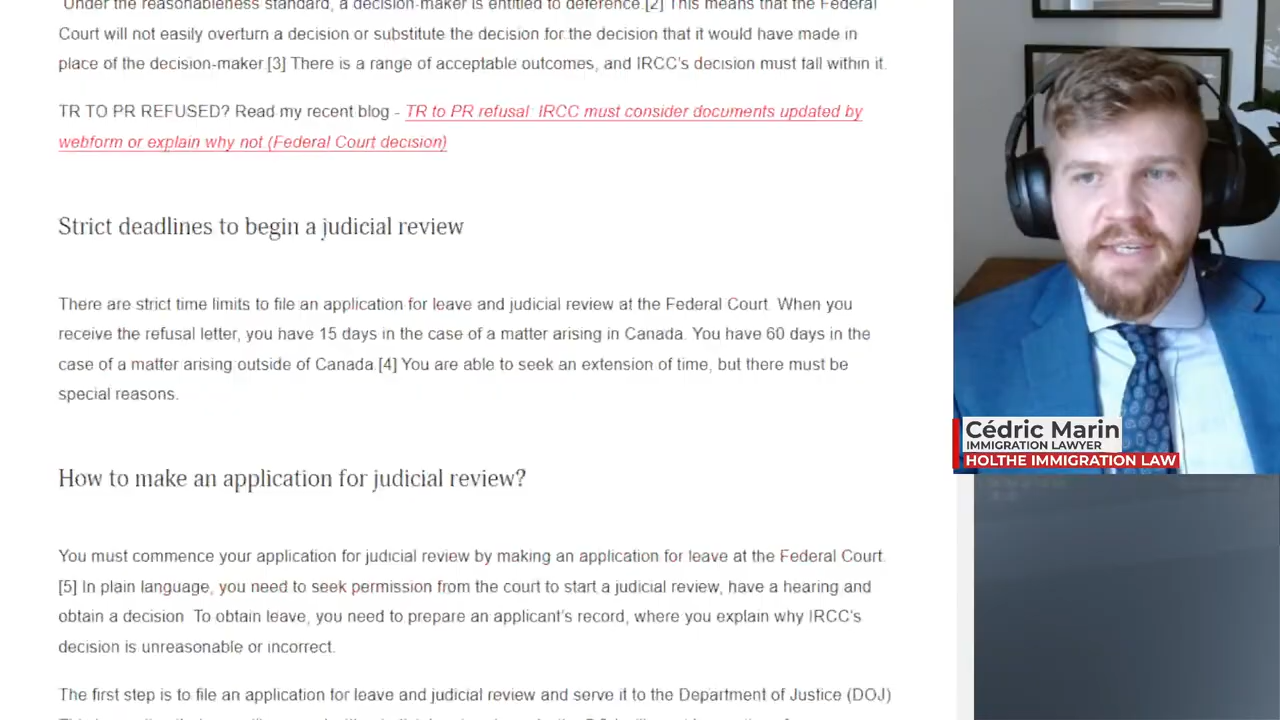 Under the reasonableness standard, a decision-maker is entitled to deference.[2] This means that the Federal
Court will not easily overturn a decision or substitute the decision for the decision that it would have made in
place of the decision-maker.[3] There is a range of acceptable outcomes, and IRCC's decision must fall within it.
TR TO PR REFUSED? Read my recent blog - TR to PR refusal: IRCC must consider documents updated by
webform or explain why not (Federal Court decision)
Strict deadlines to begin a judicial review
There are strict time limits to file an application for leave and judicial review at the Federal Court. When you
receive the refusal letter, you have 15 days in the case of a matter arising in Canada. You have 60 days in the
case of a matter arising outside of Canada.[4] You are able to seek an extension of time, but there must be
special reasons.
How to make an application for judicial review?
You must commence your application for judicial review by making an application for leave at the Federal Court.
[5] In plain language, you need to seek permission from the court to start a judicial review, have a hearing and
obtain a decision. To obtain leave, you need to prepare an applicant's record, where you explain why IRCC's
decision is unreasonable or incorrect.
The first step is to file an application for leave and judicial review and serve it to the Department of Justice (DOJ)
Cédric Marin
IMMIGRATION LAWYER
HOLTHE IMMIGRATION LAW